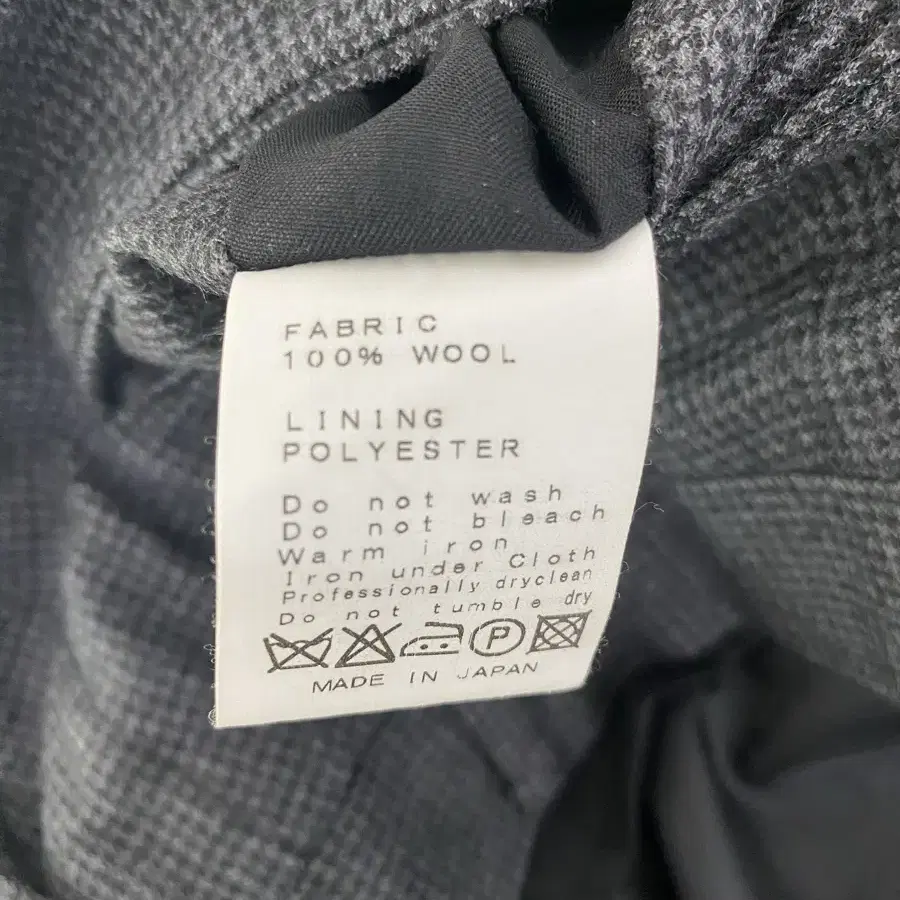 FABRIC
100% WOOL
LINING
POLYESTER
Do not wash
Do not bleach
Warm iron
Iron under Cloth
Professionally dryclean
Do not tumble dry
P
MADE IN JAPAN